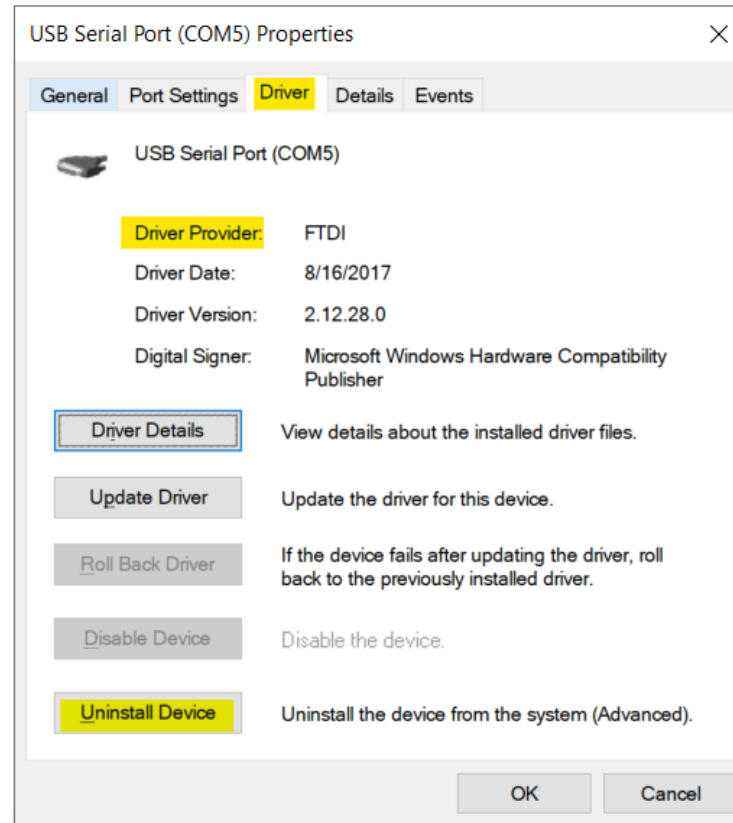 USB Serial Port (COM5) Properties
General Port Settings Driver Details Events
USB Serial Port (COM5)
Driver Provider: FTDI
Driver Date: 8/16/2017
Driver Version: 2.12.28.0
Digital Signer: Microsoft Windows Hardware Compatibility
Publisher
Driver Details View details about the installed driver files.
Update Driver Update the driver for this device.
Roll Back Driver If the device fails after updating the driver, roll
back to the previously installed driver.
Disable Device Disable the device.
Uninstall Device Uninstall the device from the system (Advanced).
OK Cancel